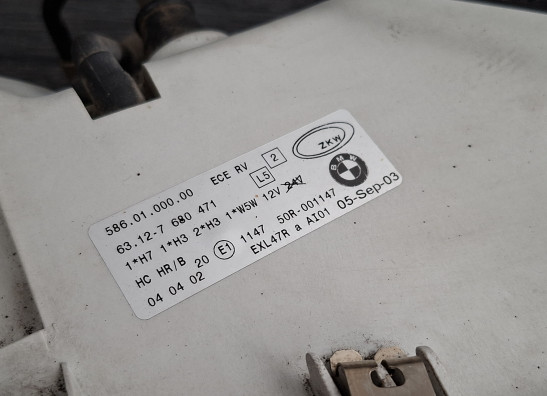 586.01.000.00 ECE RV 2 ZKW
63.12-7 680 471 L5 BMW
1*H7 1*H3 2*H3 1*W5W 12V 24V
HC HR/B 20 E1 1147 50R-001147
04 04 02 EXL47R a AI01 05-Sep-03